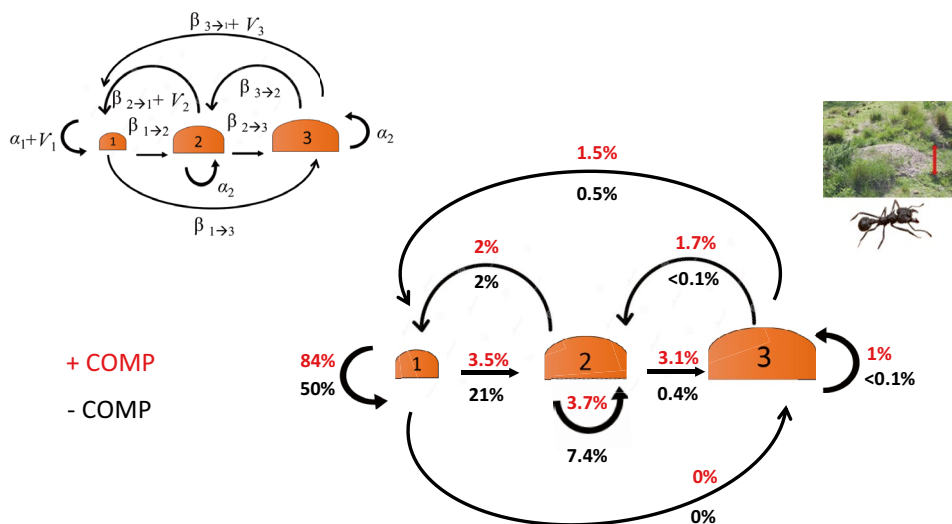 β 3→1+ V3
β 2→1+ V2
β 3→2
α1+V1
1
β 1→2
2
β 2→3
3
α2
α2
β 1→3
1.5%
0.5%
2%
2%
1.7%
<0.1%
+ COMP
- COMP
84%
50%
1
3.5%
21%
2
3.7%
7.4%
3.1%
0.4%
3
1%
<0.1%
0%
0%